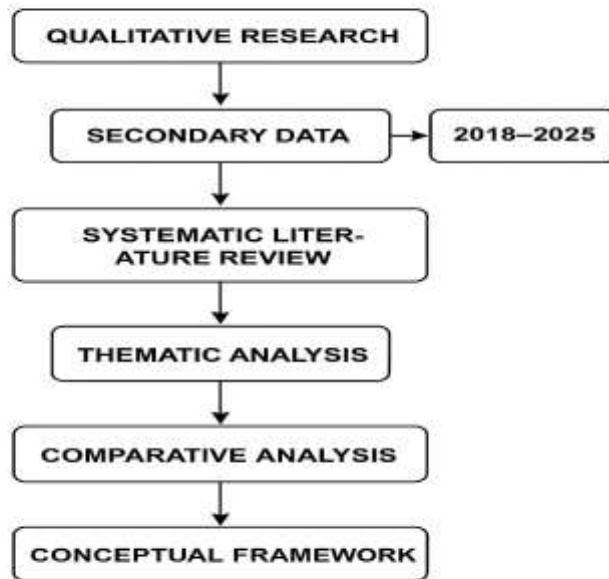 QUALITATIVE RESEARCH
SECONDARY DATA
2018–2025
SYSTEMATIC LITER-
ATURE REVIEW
THEMATIC ANALYSIS
COMPARATIVE ANALYSIS
CONCEPTUAL FRAMEWORK